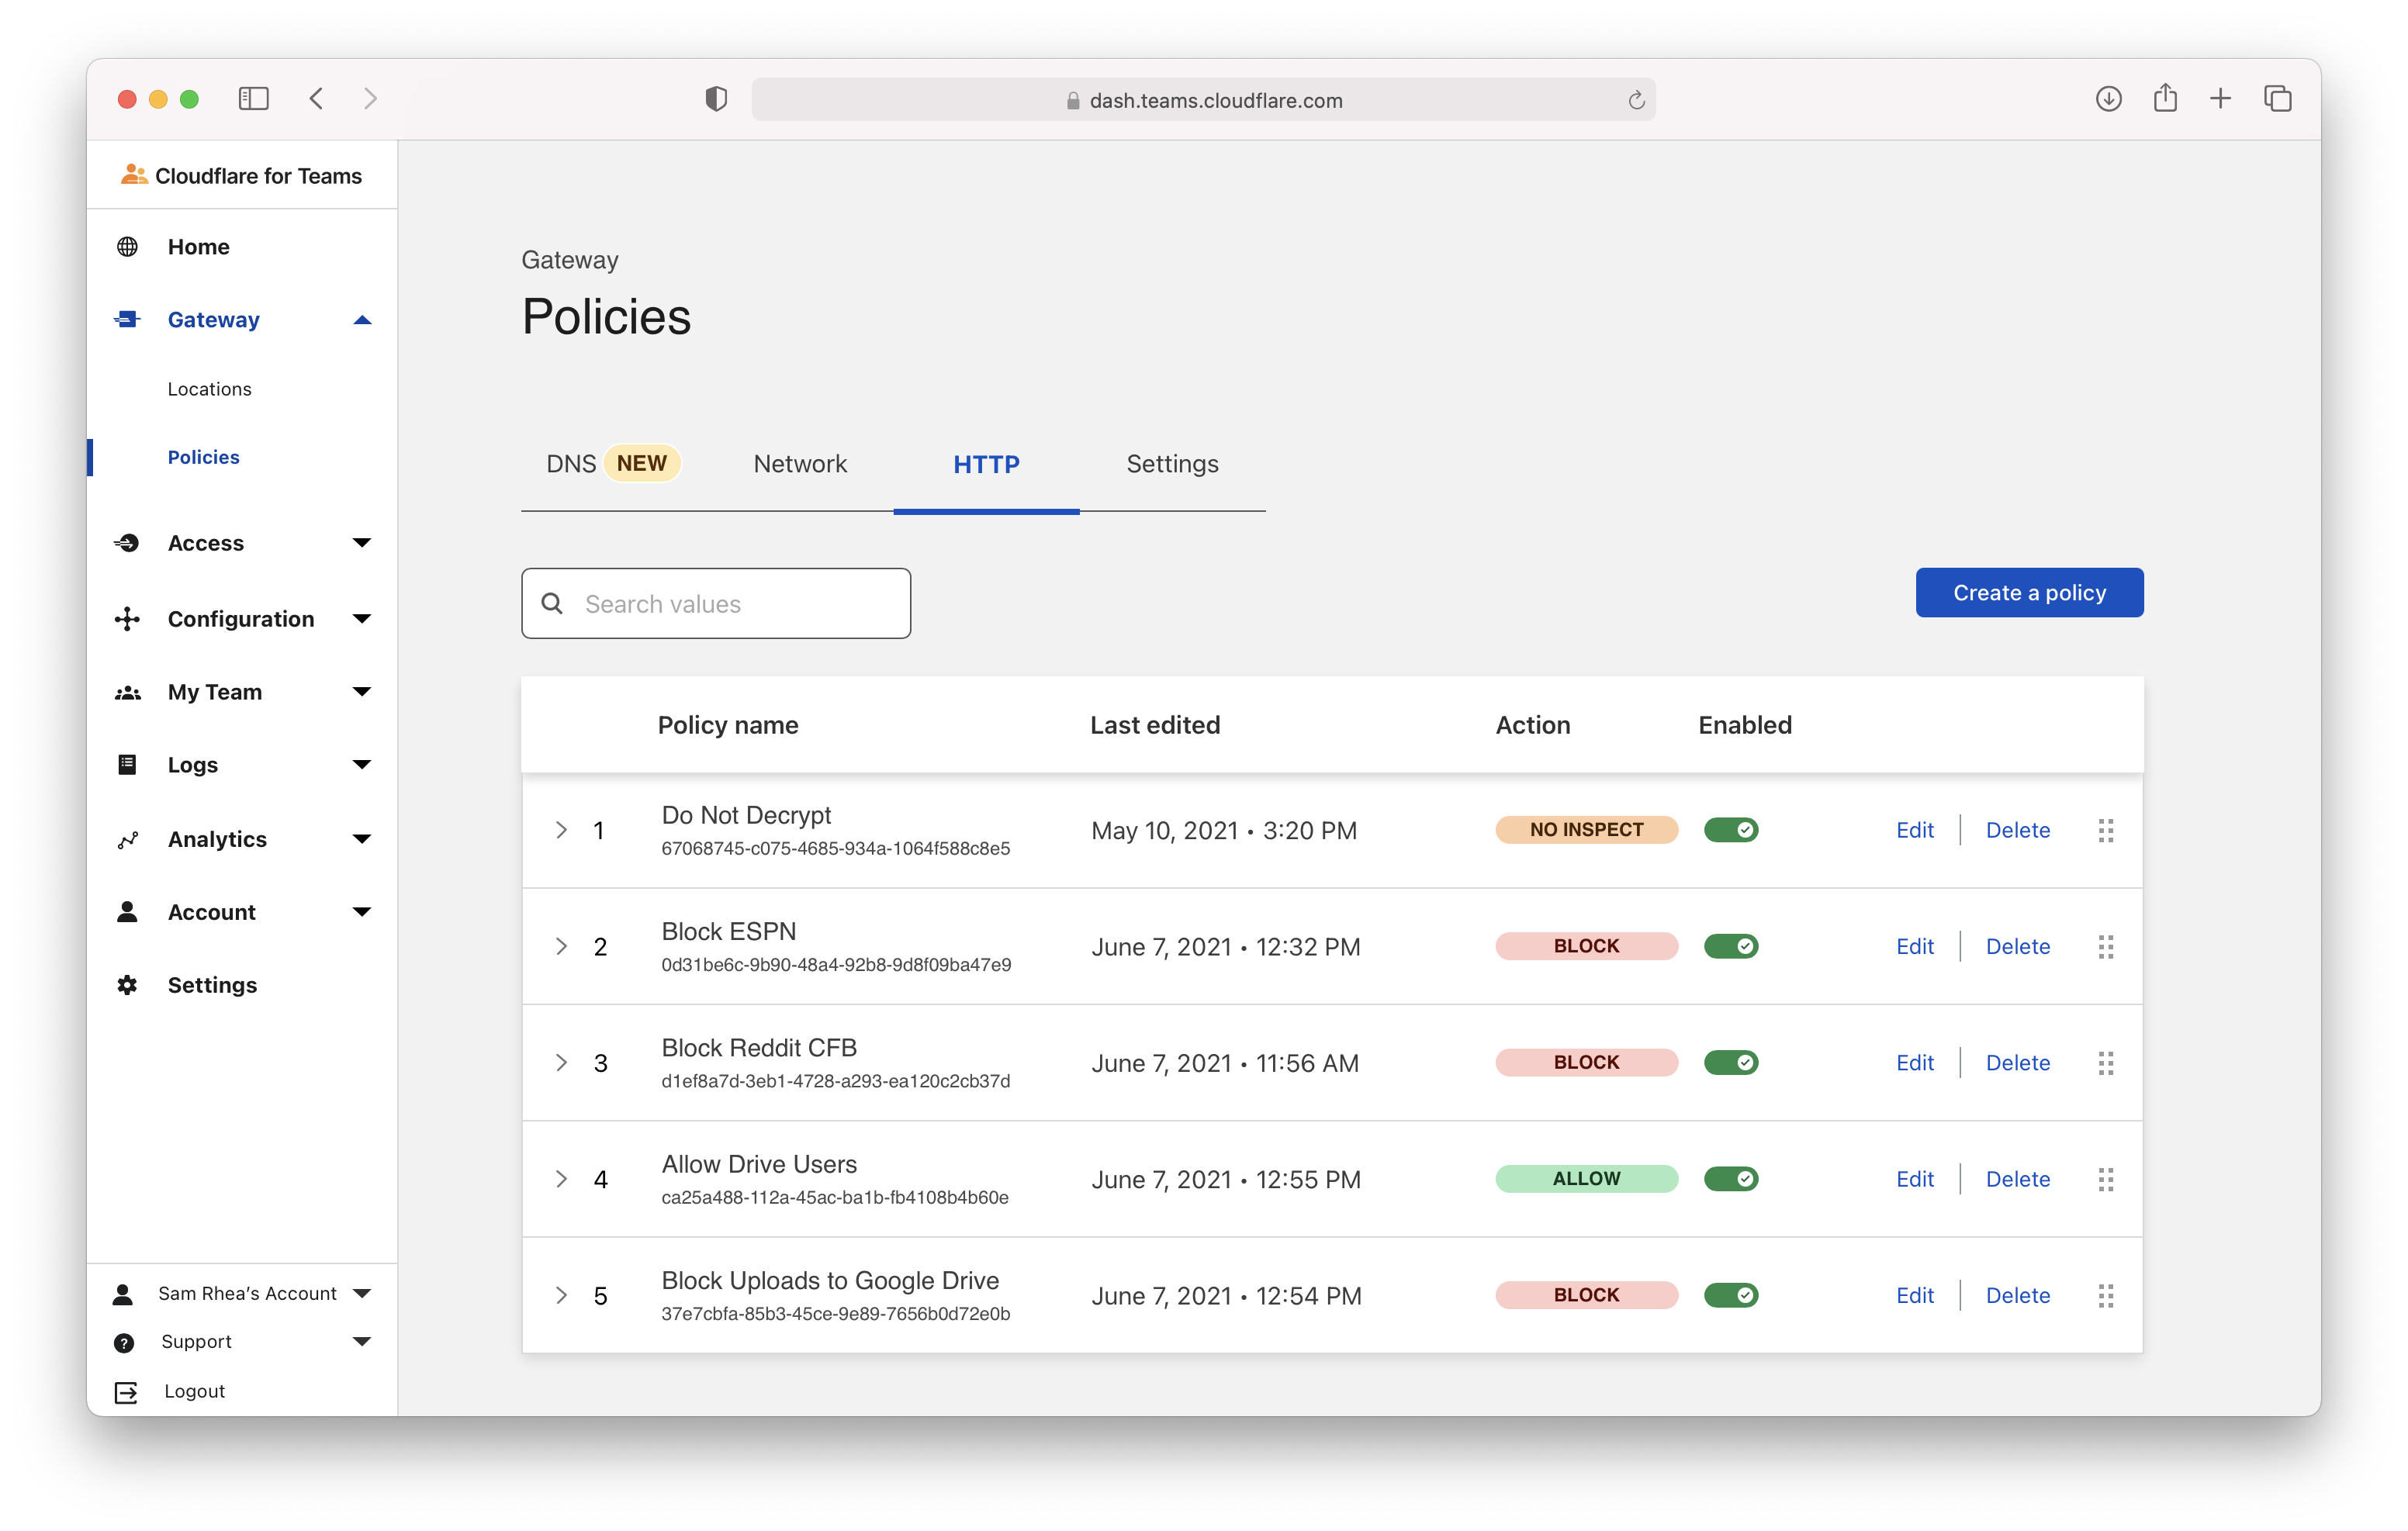 dash.teams.cloudflare.com
Cloudflare for Teams
Home
Gateway
Locations
Policies
Access
Configuration
My Team
Logs
Analytics
Account
Settings
Sam Rhea’s Account
Support
Logout
Gateway
Policies
DNS NEW Network HTTP Settings
Search values
Create a policy
Policy name Last edited Action Enabled
1 Do Not Decrypt May 10, 2021 • 3:20 PM NO INSPECT Edit Delete
67068745-c075-4685-934a-1064f588c8e5
2 Block ESPN June 7, 2021 • 12:32 PM BLOCK Edit Delete
0d31be6c-9b90-48a4-92b8-9d8f09ba47e9
3 Block Reddit CFB June 7, 2021 • 11:56 AM BLOCK Edit Delete
d1ef8a7d-3eb1-4728-a293-ea120c2cb37d
4 Allow Drive Users June 7, 2021 • 12:55 PM ALLOW Edit Delete
ca25a488-112a-45ac-ba1b-fb4108b4b60e
5 Block Uploads to Google Drive June 7, 2021 • 12:54 PM BLOCK Edit Delete
37e7cbfa-85b3-45ce-9e89-7656b0d72e0b